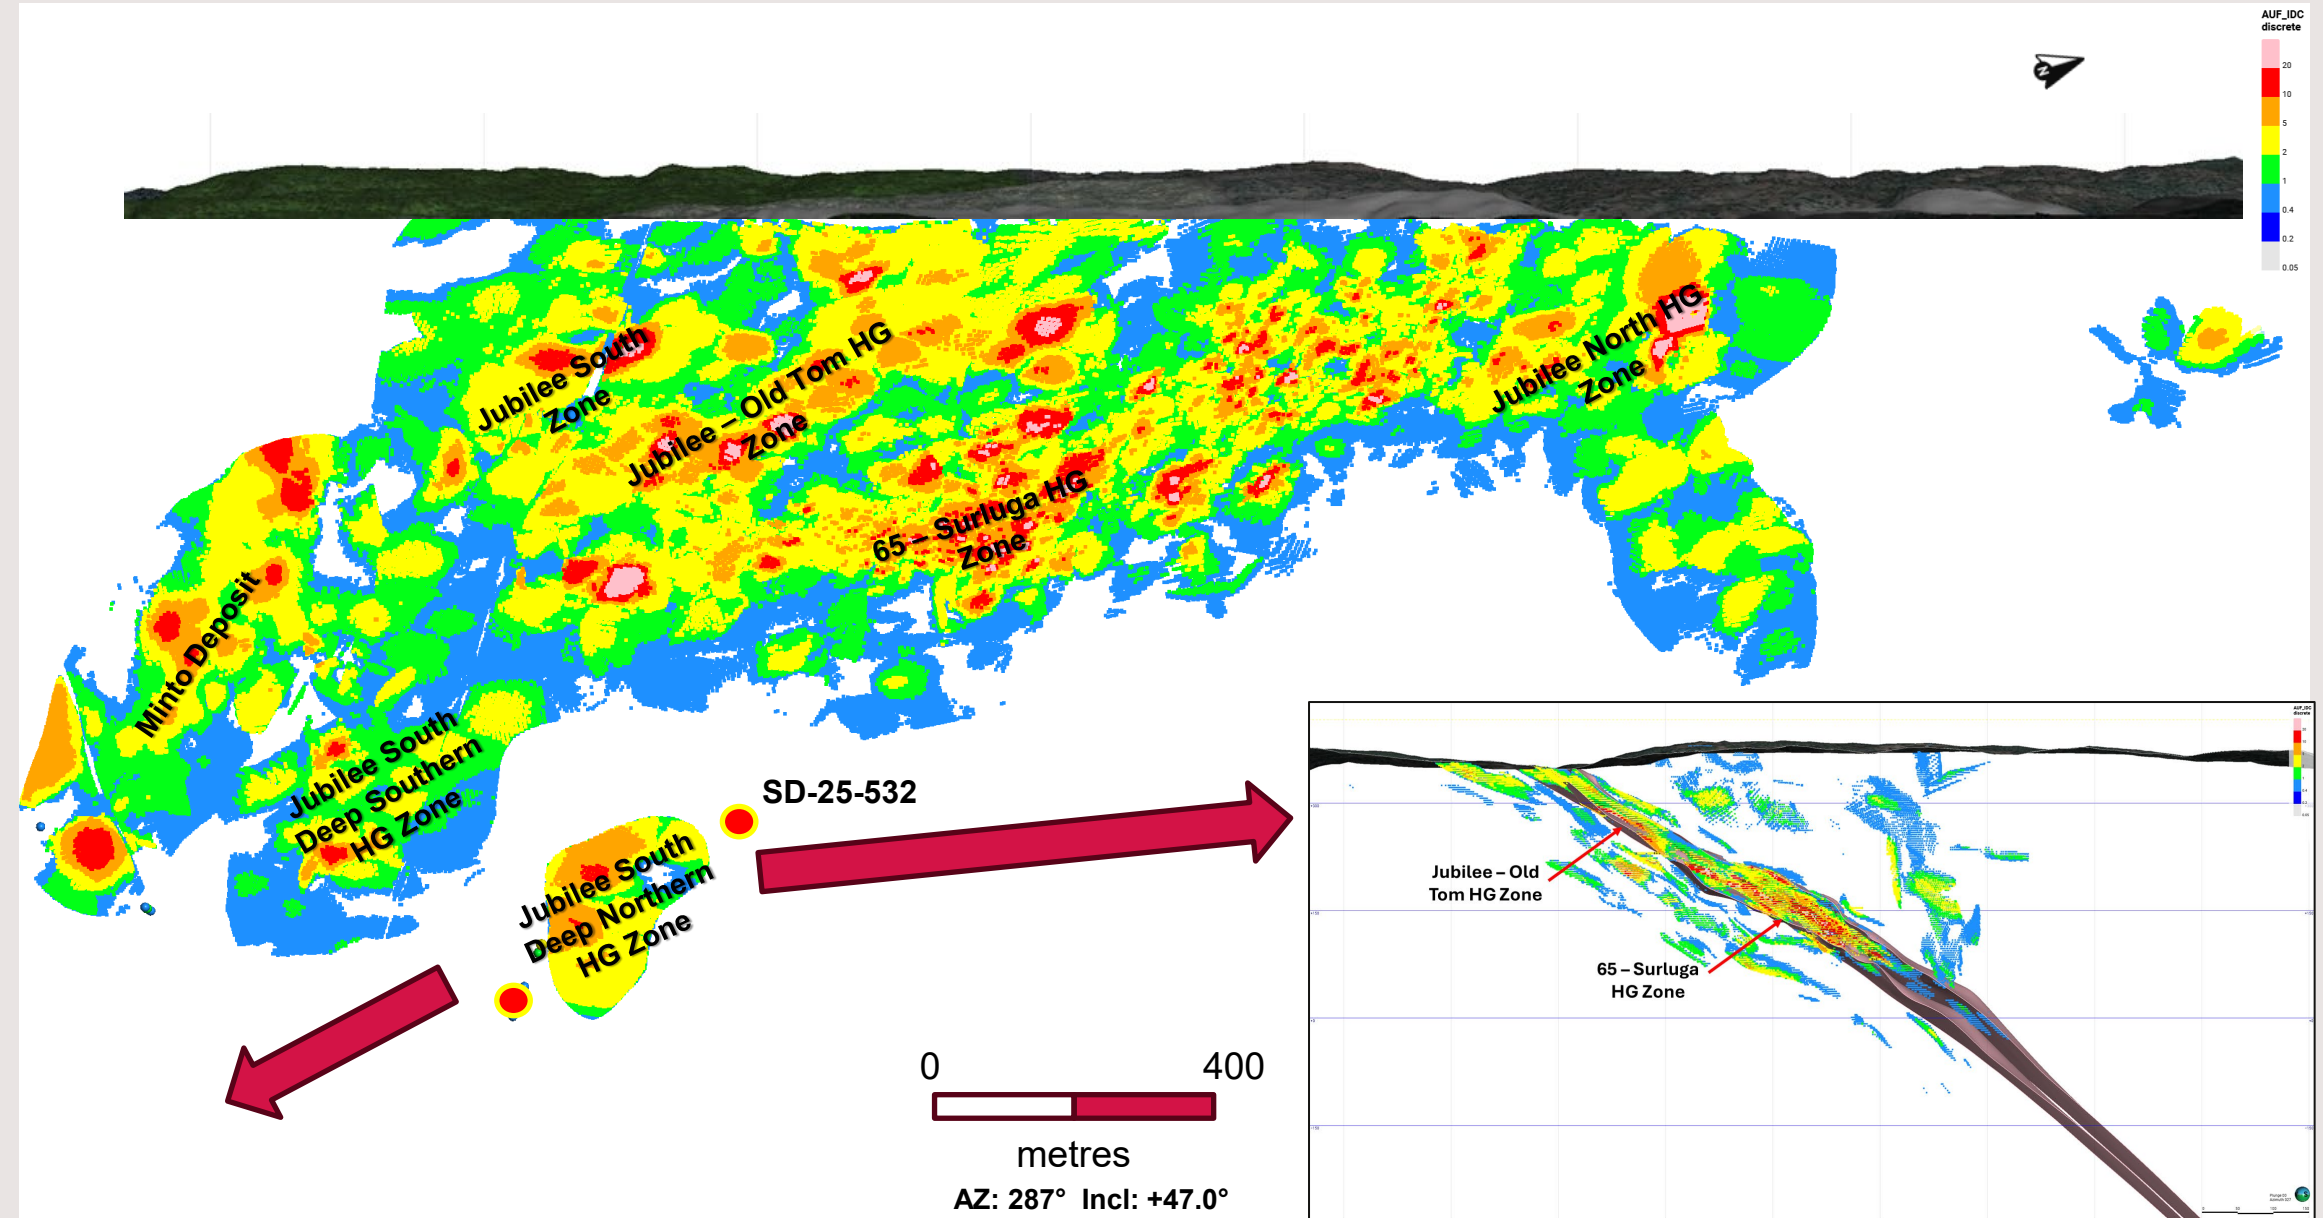 AUF_IDC
discrete
20
10
5
2
1
0.4
0.2
0.05
N
Jubilee South
Zone
Jubilee – Old Tom HG
Zone
65 – Surluga HG
Zone
Jubilee North HG
Zone
Minto Deposit
Jubilee South
Deep Southern
HG Zone
Jubilee South
Deep Northern
HG Zone
SD-25-532
0 400
metres
AZ: 287° Incl: +47.0°
AUF_IDC
discrete
Jubilee – Old
Tom HG Zone
65 – Surluga
HG Zone